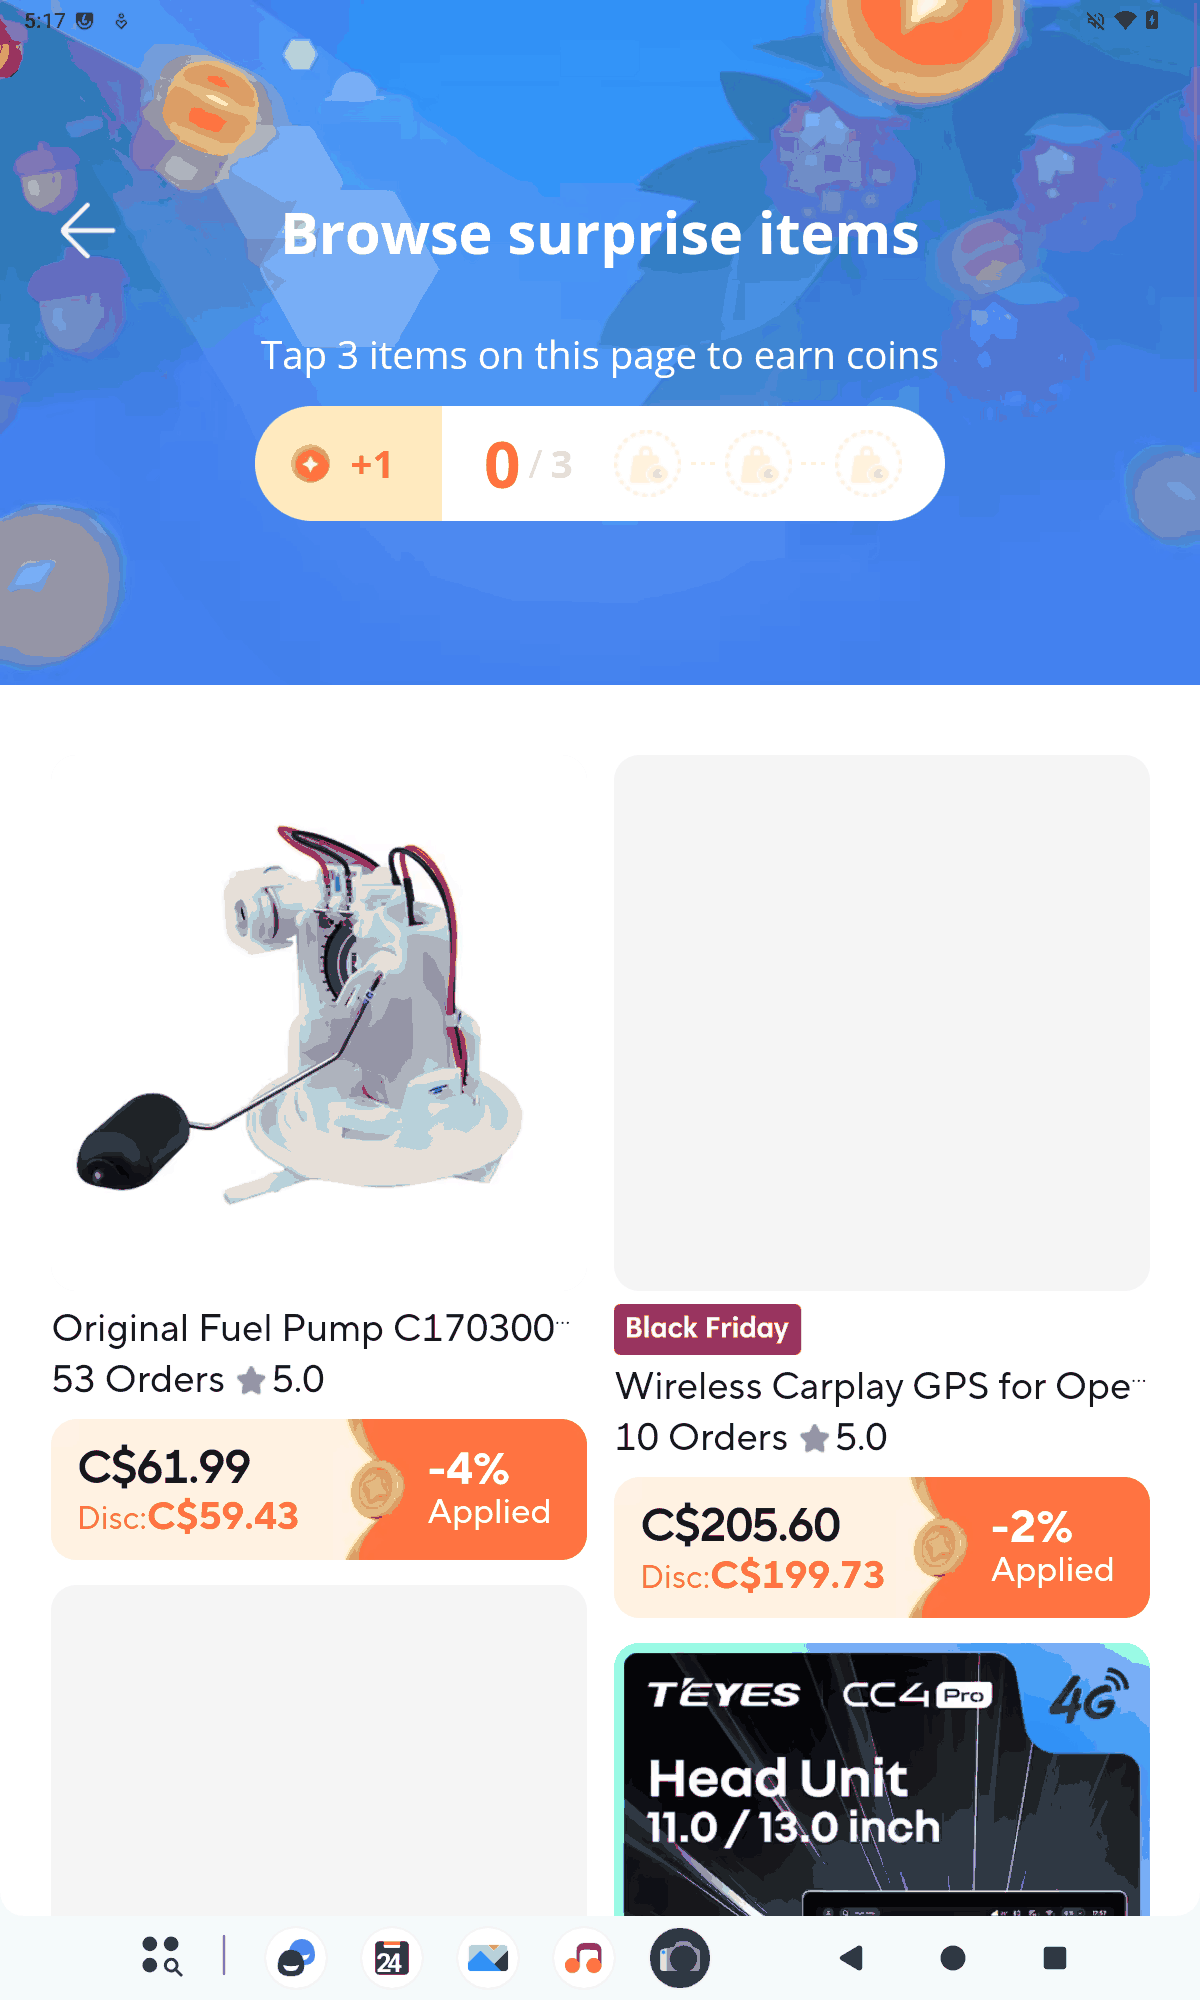 5:17
Browse surprise items
Tap 3 items on this page to earn coins
+1
0 / 3
Original Fuel Pump C170300...
53 Orders 5.0
C$61.99
Disc:C$59.43
-4%
Applied
Black Friday
Wireless Carplay GPS for Ope...
10 Orders 5.0
C$205.60
Disc:C$199.73
-2%
Applied
T'EYES CC4 Pro 4G
Head Unit
11.0 / 13.0 inch
24